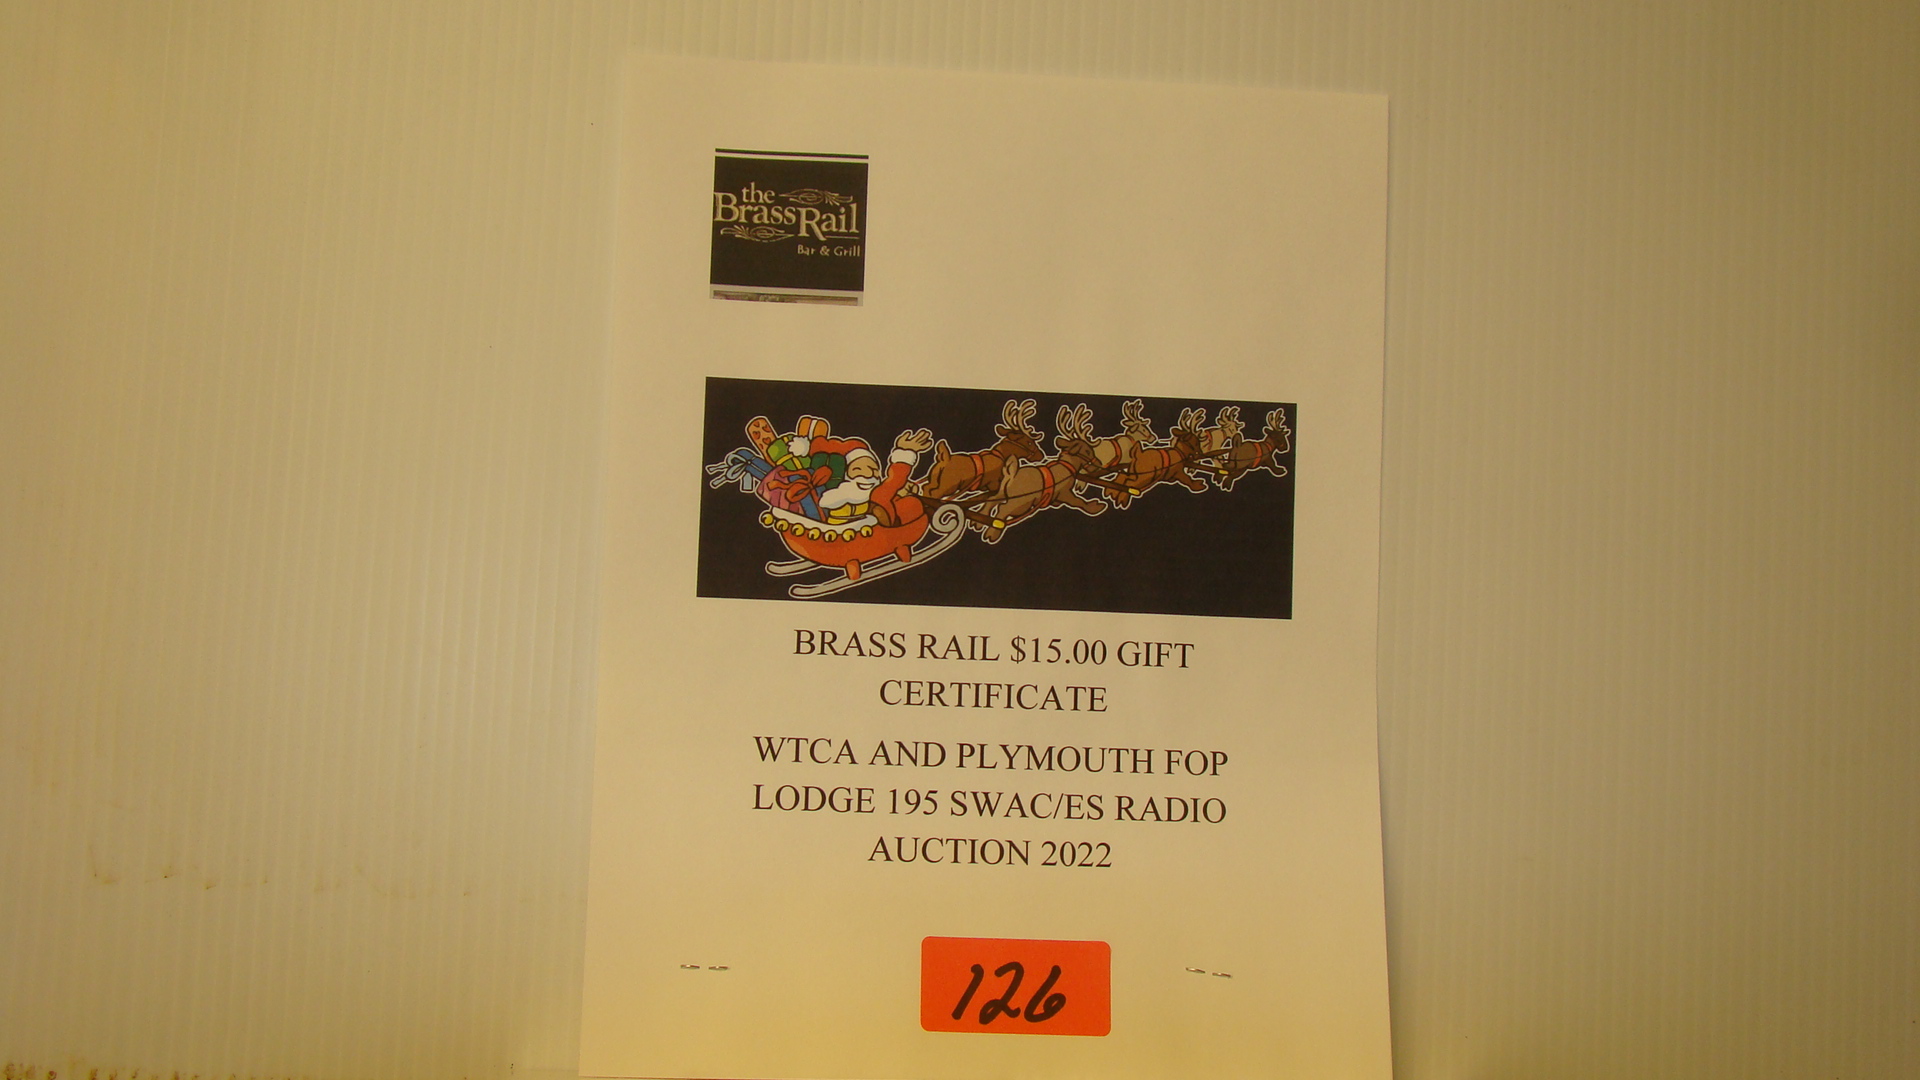 the
Brass Rail
Bar & Grill
BRASS RAIL $15.00 GIFT
CERTIFICATE
WTCA AND PLYMOUTH FOP
LODGE 195 SWAC/ES RADIO
AUCTION 2022
126